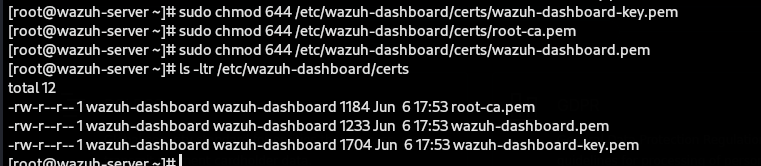 [root@wazuh-server ~]# sudo chmod 644 /etc/wazuh-dashboard/certs/wazuh-dashboard-key.pem
[root@wazuh-server ~]# sudo chmod 644 /etc/wazuh-dashboard/certs/root-ca.pem
[root@wazuh-server ~]# sudo chmod 644 /etc/wazuh-dashboard/certs/wazuh-dashboard.pem
[root@wazuh-server ~]# ls -ltr /etc/wazuh-dashboard/certs
total 12
-rw-r--r-- 1 wazuh-dashboard wazuh-dashboard 1184 Jun  6 17:53 root-ca.pem
-rw-r--r-- 1 wazuh-dashboard wazuh-dashboard 1233 Jun  6 17:53 wazuh-dashboard.pem
-rw-r--r-- 1 wazuh-dashboard wazuh-dashboard 1704 Jun  6 17:53 wazuh-dashboard-key.pem
[root@wazuh-server ~]#